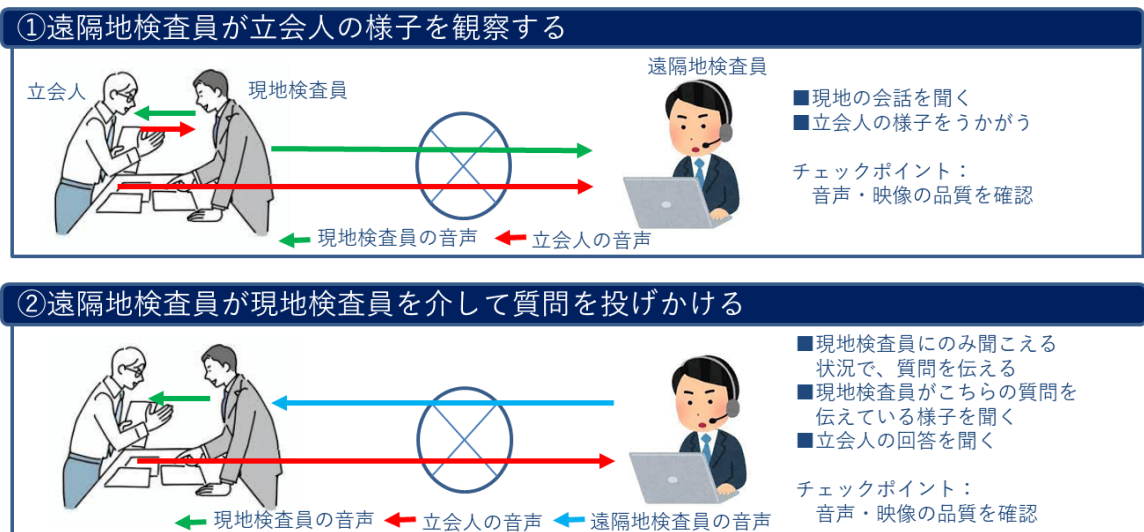 ①遠隔地検査員が立会人の様子を観察する
立会人
現地検査員
遠隔地検査員
■現地の会話を聞く
■立会人の様子をうかがう
チェックポイント：
音声・映像の品質を確認
現地検査員の音声 立会人の音声
②遠隔地検査員が現地検査員を介して質問を投げかける
■現地検査員にのみ聞こえる
状況で、質問を伝える
■現地検査員がこちらの質問を
伝えている様子を聞く
■立会人の回答を聞く
チェックポイント：
音声・映像の品質を確認
現地検査員の音声 立会人の音声 遠隔地検査員の音声